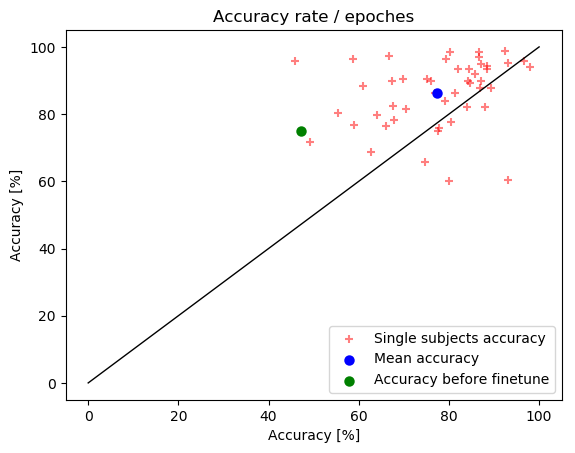 Accuracy rate / epoches
Accuracy [%]
100
80
60
40
20
0
Single subjects accuracy
Mean accuracy
Accuracy before finetune
0 20 40 60 80 100
Accuracy [%]